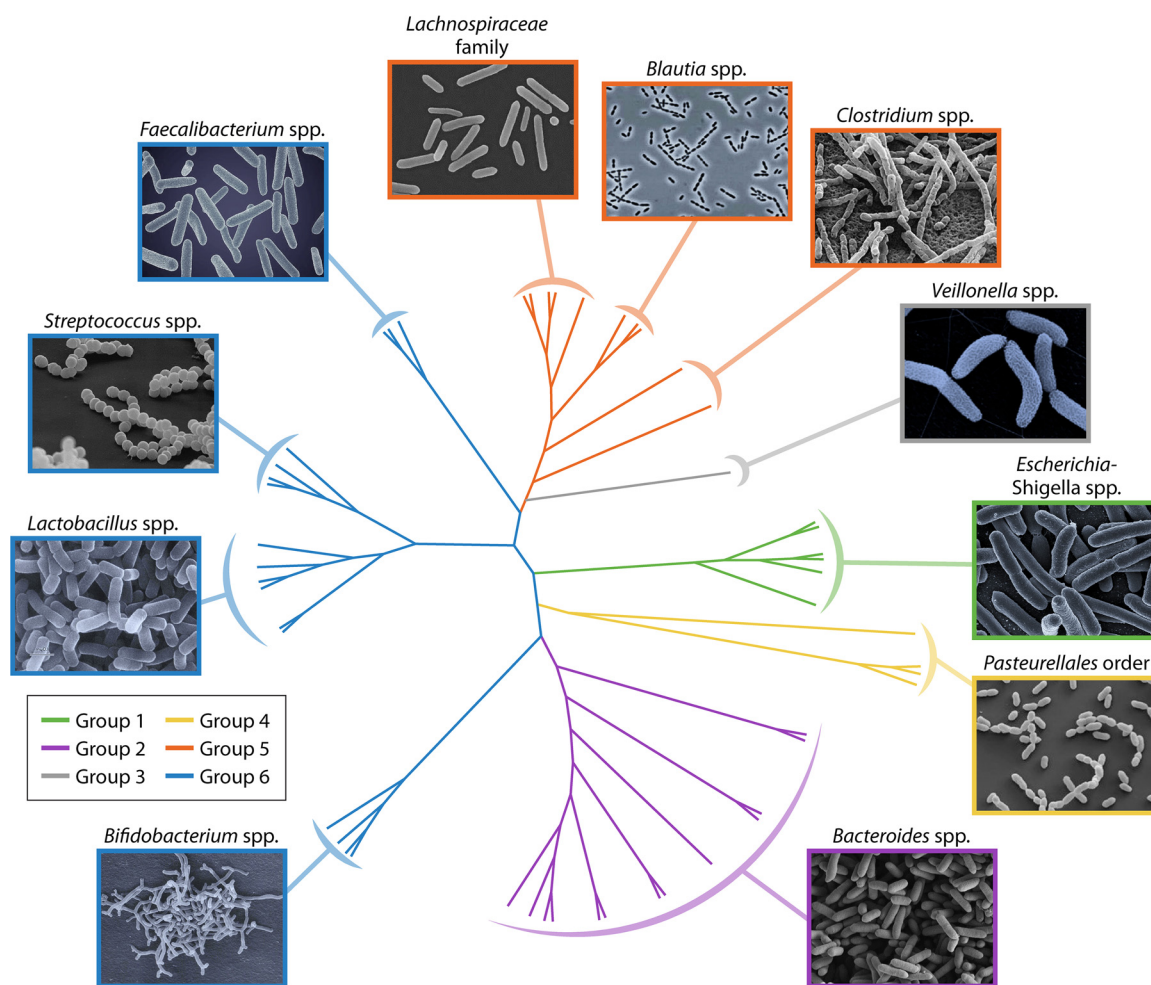 Lachnospiraceae
family
Blautia spp.
Clostridium spp.
Faecalibacterium spp.
Veillonella spp.
Streptococcus spp.
Escherichia-
Shigella spp.
Lactobacillus spp.
Pasteurellales order
Group 1
Group 4
Group 2
Group 5
Group 3
Group 6
Bifidobacterium spp.
Bacteroides spp.